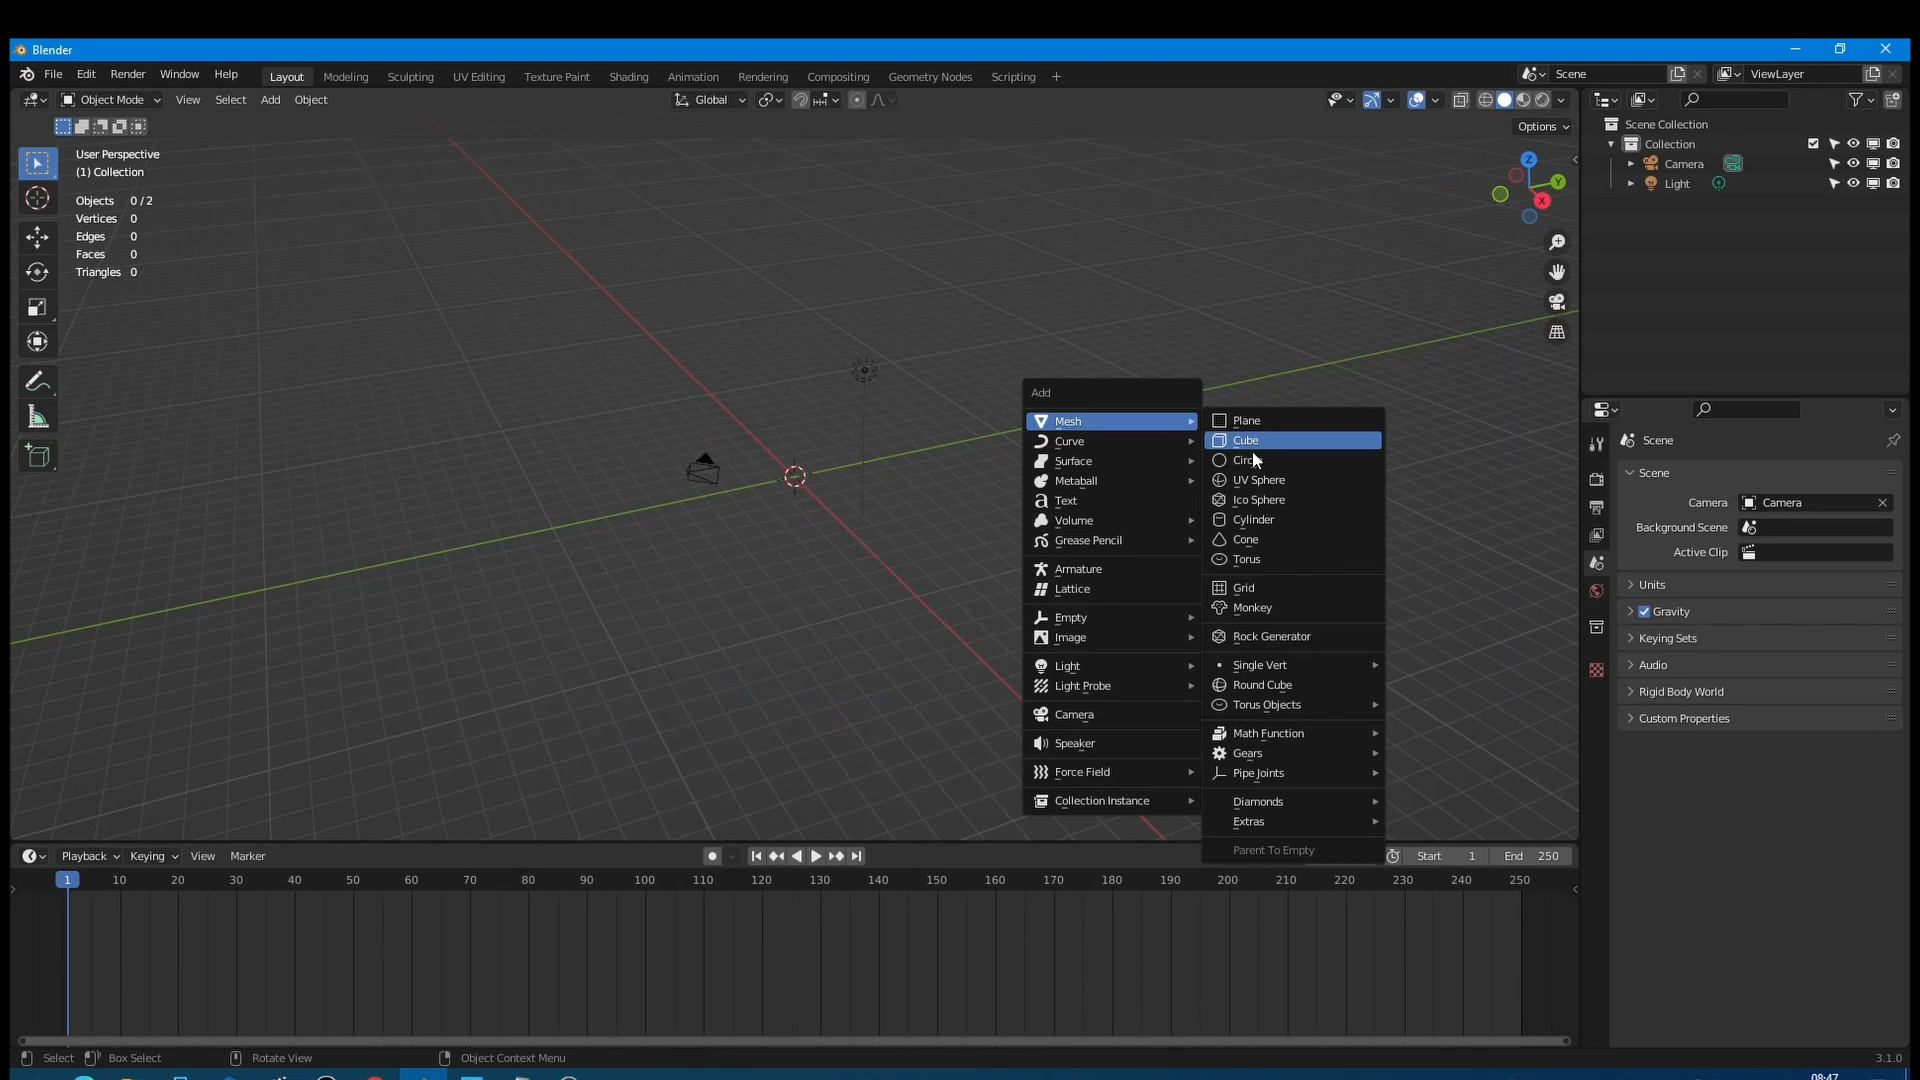 Blender
File Edit Render Window Help Layout Modeling Sculpting UV Editing Texture Paint Shading Animation Rendering Compositing Geometry Nodes Scripting + Scene ViewLayer
Object Mode View Select Add Object Global
Options
User Perspective
(1) Collection
Objects 0 / 2
Vertices 0
Edges 0
Faces 0
Triangles 0
Z
Y
X
Scene Collection
Collection
Camera
Light
Add
Mesh
Curve
Surface
Metaball
Text
Volume
Grease Pencil
Armature
Lattice
Empty
Image
Light
Light Probe
Camera
Speaker
Force Field
Collection Instance
Plane
Cube
UV Sphere
Ico Sphere
Cylinder
Cone
Torus
Grid
Monkey
Rock Generator
Single Vert
Round Cube
Torus Objects
Math Function
Gears
Pipe Joints
Diamonds
Extras
Parent To Empty
Scene
Scene
Camera Camera
Background Scene
Active Clip
Units
Gravity
Keying Sets
Audio
Rigid Body World
Custom Properties
Playback Keying View Marker Start 1 End 250
1 10 20 30 40 50 60 70 80 90 100 110 120 130 140 150 160 170 180 190 200 210 220 230 240 250
Select Box Select Rotate View Object Context Menu 3.1.0
08:47